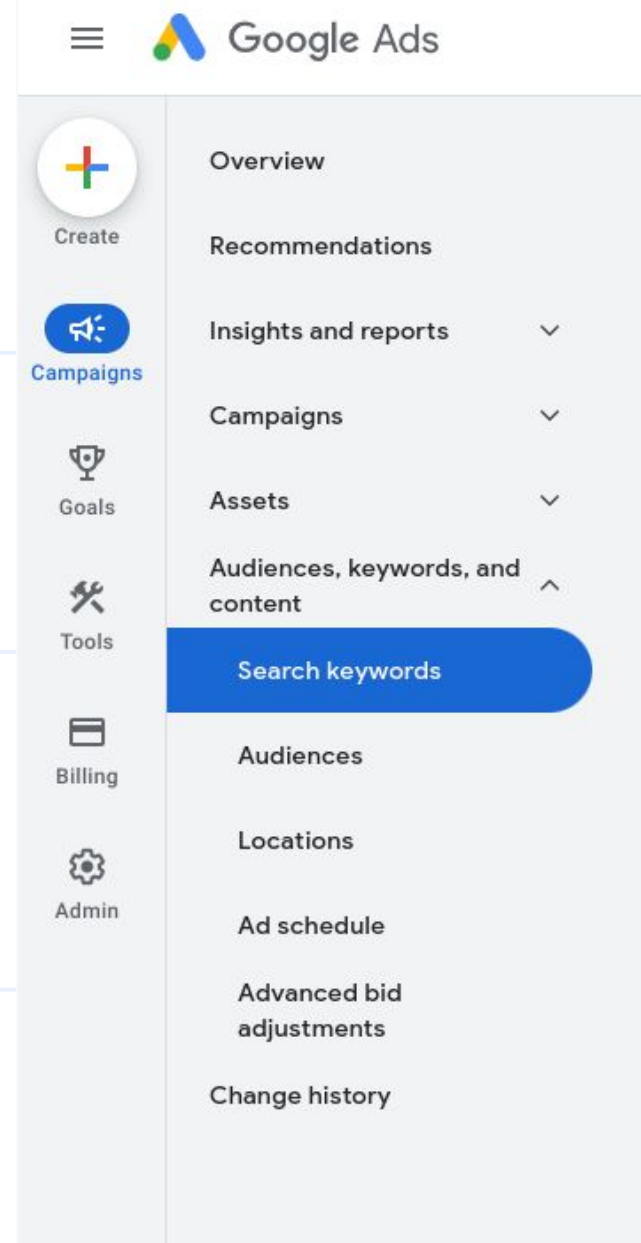 Google Ads
Create
Campaigns
Goals
Tools
Billing
Admin
Overview
Recommendations
Insights and reports
Campaigns
Assets
Audiences, keywords, and
content
Search keywords
Audiences
Locations
Ad schedule
Advanced bid
adjustments
Change history